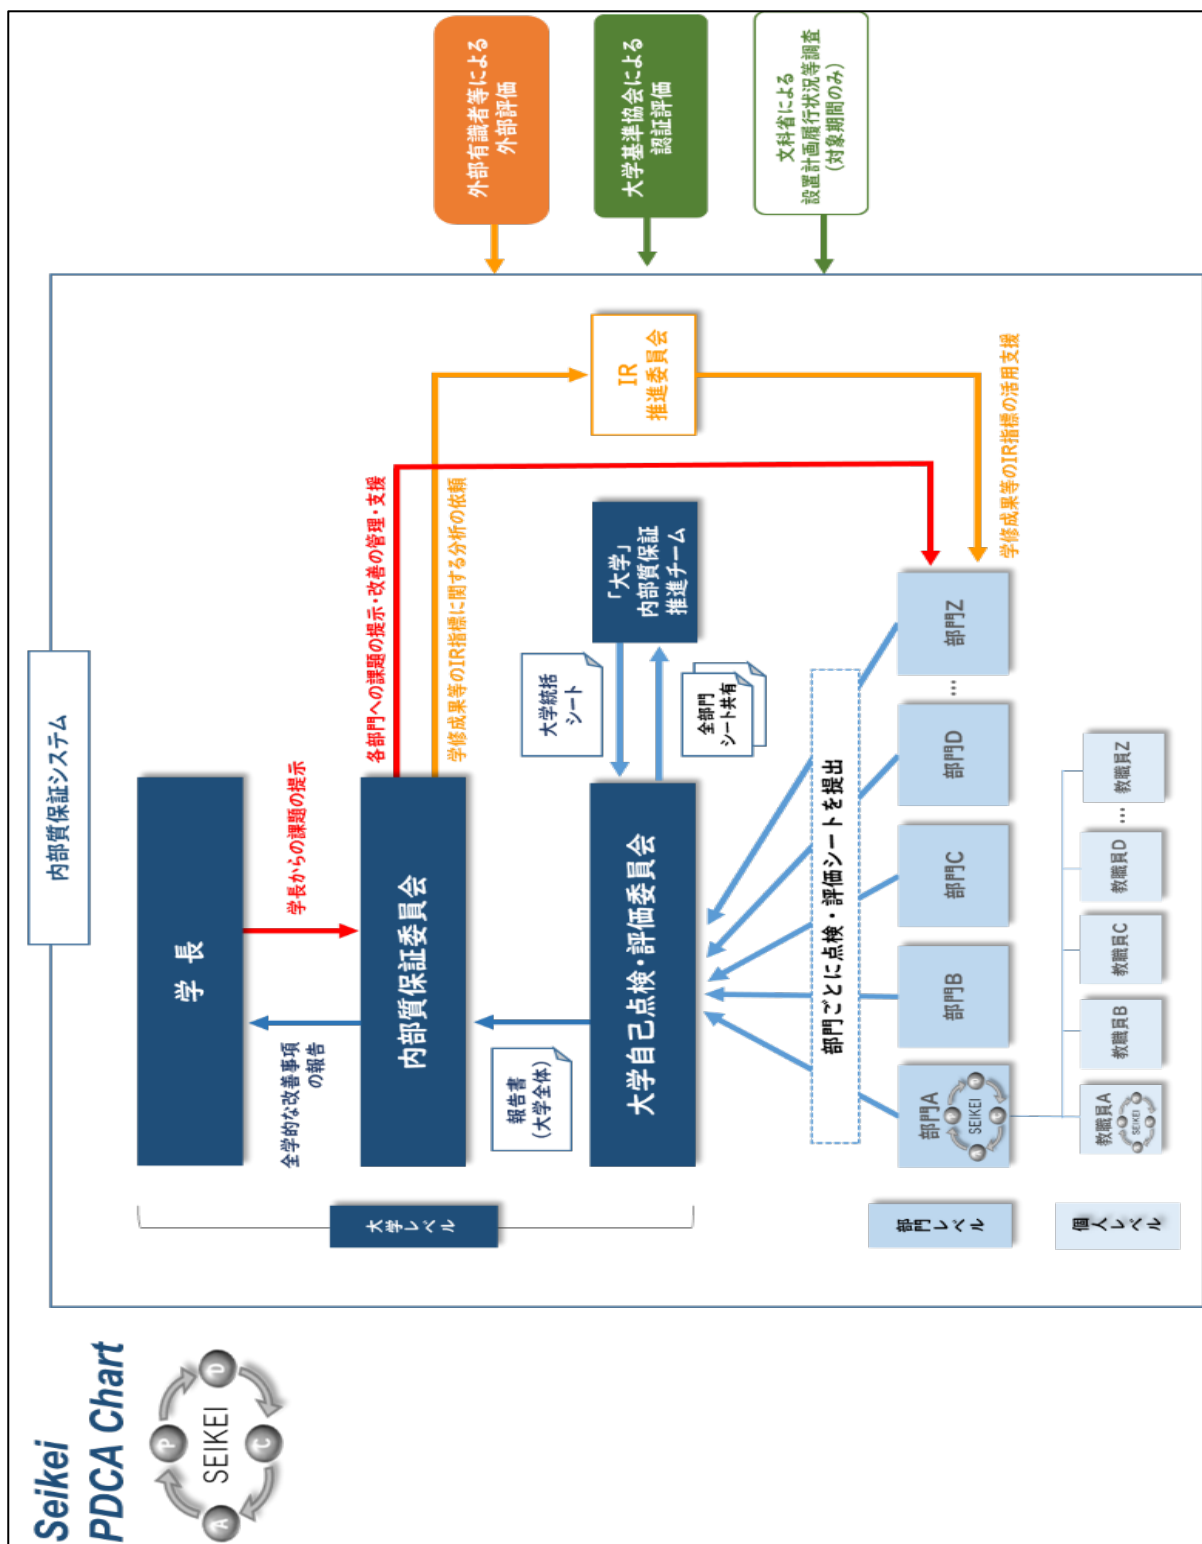 Seikei
PDCA Chart
P
D
C
A
SEIKEI
内部質保証システム
大学レベル
学長
全学的な改善事項
の報告
学長からの課題の提示
内部質保証委員会
各部門への課題の提示・改善の管理・支援
学修成果等のIR指標に関する分析の依頼
報告書
(大学全体)
大学統括
シート
大学自己点検・評価委員会
全部門
シート共有
「大学」
内部質保証
推進チーム
IR
推進委員会
学修成果等のIR指標の活用支援
部門ごとに点検・評価シートを提出
部門レベル
部門A
SEIKEI
部門B
部門C
部門D
…
部門Z
個人レベル
教職員A
SEIKEI
教職員B
教職員C
教職員D
…
教職員Z
外部有識者等による
外部評価
大学基準協会による
認証評価
文科省による
設置計画履行状況等調査
(対象期間のみ)